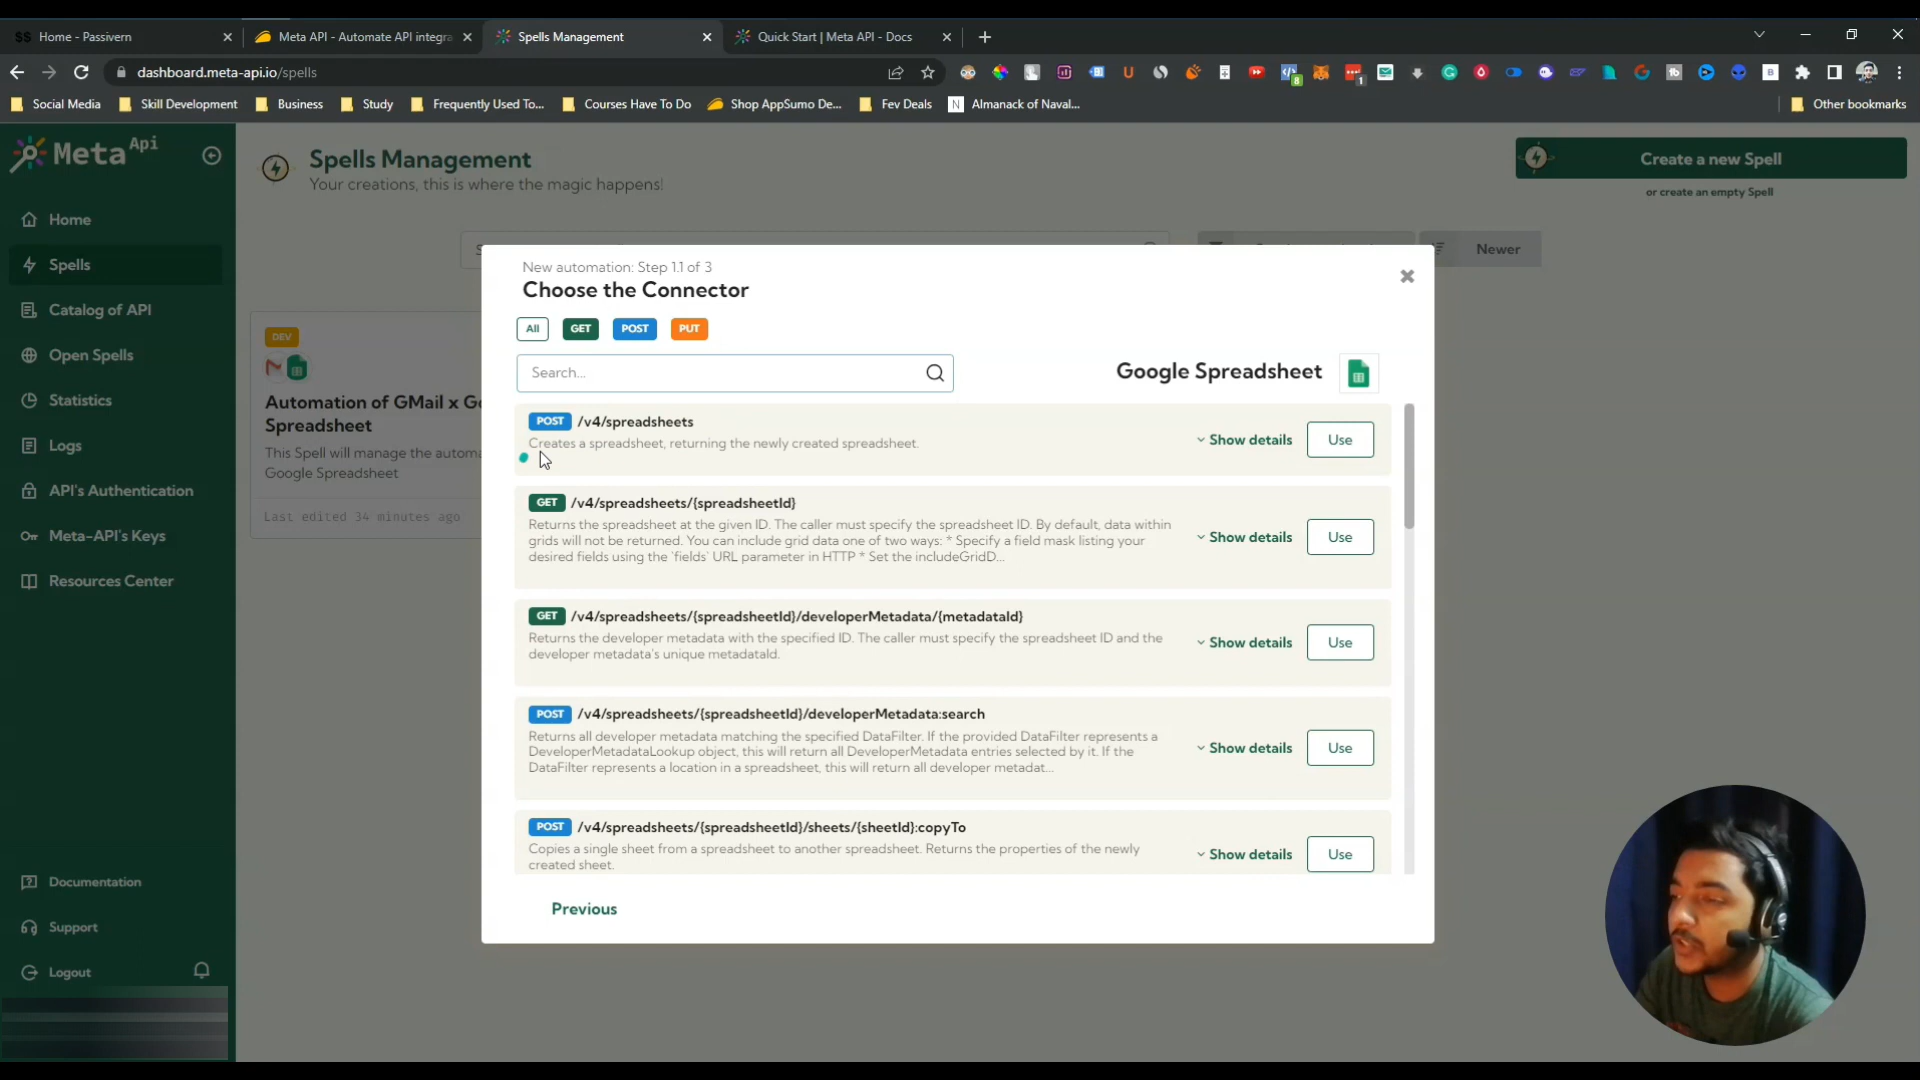 Home - Passivern
Meta API - Automate API integra
Spells Management
Quick Start | Meta API - Docs
dashboard.meta-api.io/spells
Social Media
Skill Development
Business
Study
Frequently Used To...
Courses Have To Do
Shop AppSumo De...
Fev Deals
Almanack of Naval...
Other bookmarks
Meta Api
Home
Spells
Catalog of API
Open Spells
Statistics
Logs
API's Authentication
Meta-API's Keys
Resources Center
Documentation
Support
Logout
Spells Management
Your creations, this is where the magic happens!
Create a new Spell
or create an empty Spell
Newer
DEV
Automation of GMail x Go
Spreadsheet
This Spell will manage the automa
Google Spreadsheet
Last edited 34 minutes ago
New automation: Step 1.1 of 3
Choose the Connector
All GET POST PUT
Search...
Google Spreadsheet
POST /v4/spreadsheets
Creates a spreadsheet, returning the newly created spreadsheet.
Show details Use
GET /v4/spreadsheets/{spreadsheetId}
Returns the spreadsheet at the given ID. The caller must specify the spreadsheet ID. By default, data within
grids will not be returned. You can include grid data one of two ways: * Specify a field mask listing your
desired fields using the `fields` URL parameter in HTTP * Set the includeGridD...
Show details Use
GET /v4/spreadsheets/{spreadsheetId}/developerMetadata/{metadataId}
Returns the developer metadata with the specified ID. The caller must specify the spreadsheet ID and the
developer metadata's unique metadataId.
Show details Use
POST /v4/spreadsheets/{spreadsheetId}/developerMetadata:search
Returns all developer metadata matching the specified DataFilter. If the provided DataFilter represents a
DeveloperMetadataLookup object, this will return all DeveloperMetadata entries selected by it. If the
DataFilter represents a location in a spreadsheet, this will return all developer metadat...
Show details Use
POST /v4/spreadsheets/{spreadsheetId}/sheets/{sheetId}:copyTo
Copies a single sheet from a spreadsheet to another spreadsheet. Returns the properties of the newly
created sheet.
Show details Use
Previous